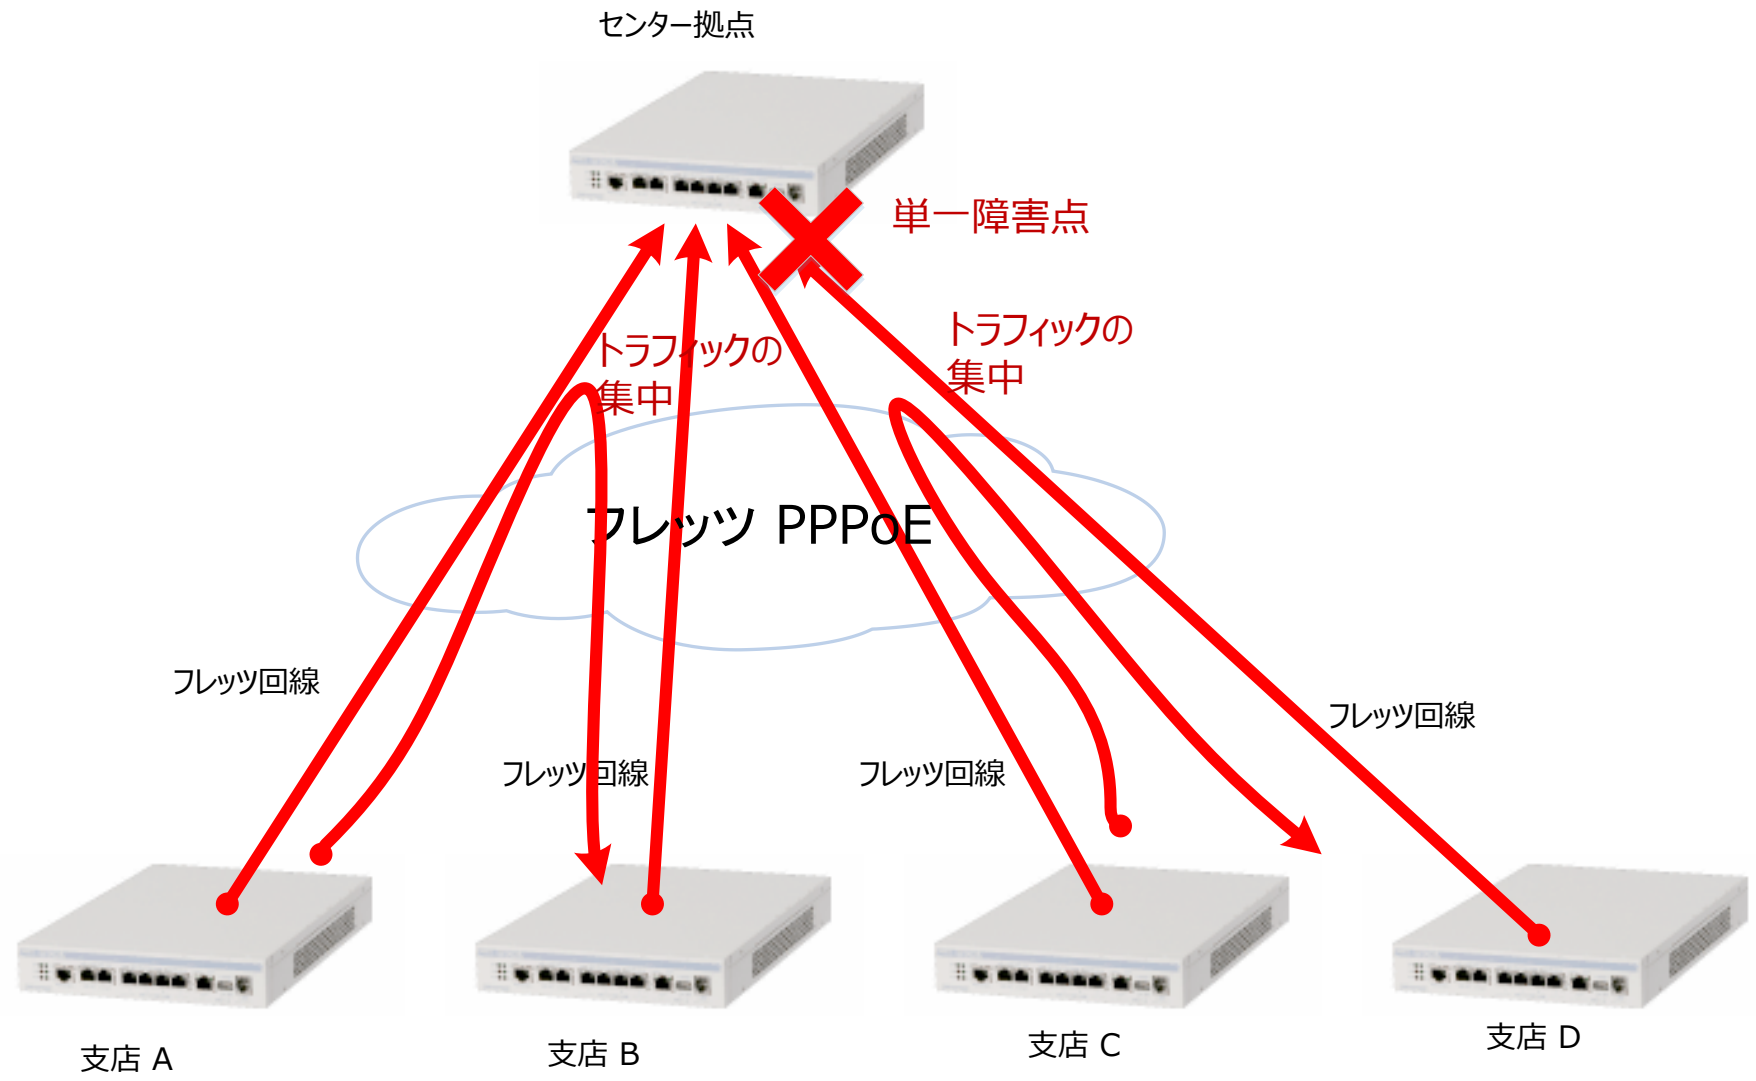 センター拠点
単一障害点
トラフィックの
集中
トラフィックの
集中
フレッツ PPPoE
フレッツ回線
フレッツ回線
フレッツ回線
フレッツ回線
支店 A
支店 B
支店 C
支店 D